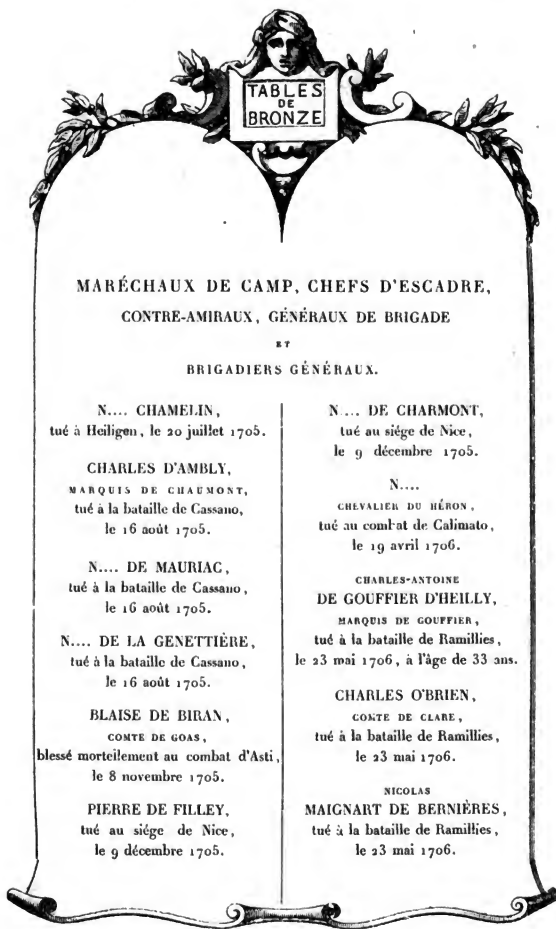 TABLES
DE
BRONZE
MARÉCHAUX DE CAMP, CHEFS D'ESCADRE,
CONTRE-AMIRAUX, GÉNÉRAUX DE BRIGADE
ET
BRIGADIERS GÉNÉRAUX.
N.... CHAMELIN,
tué à Heiligen, le 20 juillet 1705.
CHARLES D'AMBLY,
MARQUIS DE CHAUMONT,
tué à la bataille de Cassano,
le 16 août 1705.
N.... DE MAURIAC,
tué à la bataille de Cassano,
le 16 août 1705.
N.... DE LA GENETTIÈRE,
tué à la bataille de Cassano,
le 16 août 1705.
BLAISE DE BIRAN,
COMTE DE GOAS,
blessé mortellement au combat d'Asti,
le 8 novembre 1705.
PIERRE DE FILLEY,
tué au siége de Nice,
le 9 décembre 1705.
N.... DE CHARMONT,
tué au siége de Nice,
le 9 décembre 1705.
N....
CHEVALIER DU HÉRON,
tué au combat de Calimato,
le 19 avril 1706.
CHARLES-ANTOINE
DE GOUFFIER D'HEILLY,
MARQUIS DE GOUFFIER,
tué à la bataille de Ramillies,
le 23 mai 1706, à l'âge de 33 ans.
CHARLES O'BRIEN,
COMTE DE CLARE,
tué à la bataille de Ramillies,
le 23 mai 1706.
NICOLAS
MAIGNART DE BERNIÈRES,
tué à la bataille de Ramillies,
le 23 mai 1706.